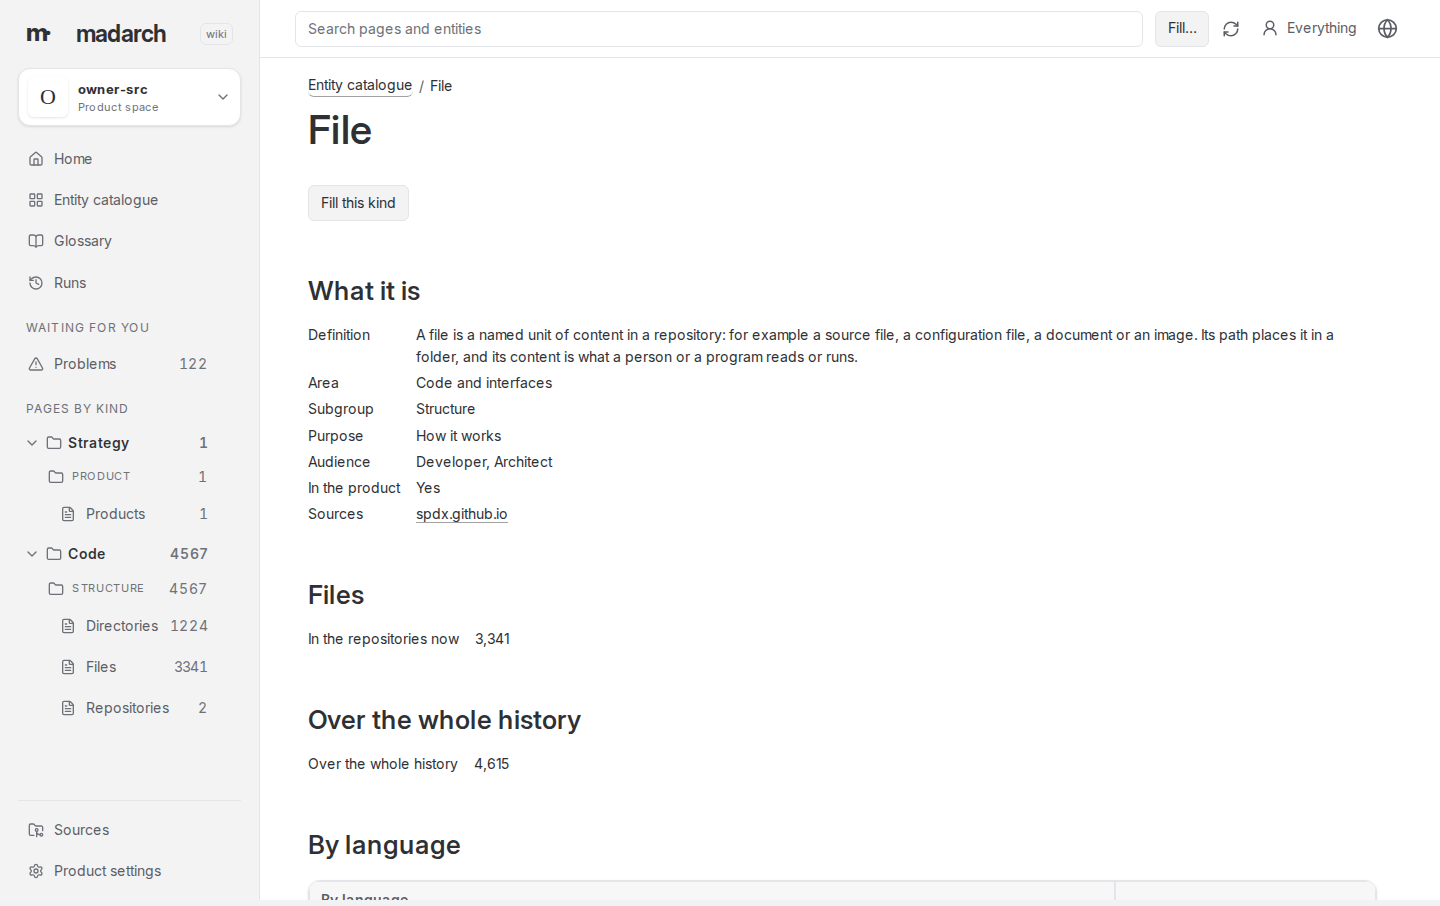 m
madarch
wiki
O
owner-src
Product space
Home
Entity catalogue
Glossary
Runs
WAITING FOR YOU
Problems 122
PAGES BY KIND
Strategy 1
PRODUCT 1
Products 1
Code 4567
STRUCTURE 4567
Directories 1224
Files 3341
Repositories 2
Sources
Product settings
Search pages and entities
Fill...
Everything
Entity catalogue / File
File
Fill this kind
What it is
Definition A file is a named unit of content in a repository: for example a source file, a configuration file, a document or an image. Its path places it in a
folder, and its content is what a person or a program reads or runs.
Area Code and interfaces
Subgroup Structure
Purpose How it works
Audience Developer, Architect
In the product Yes
Sources spdx.github.io
Files
In the repositories now 3,341
Over the whole history
Over the whole history 4,615
By language
By language